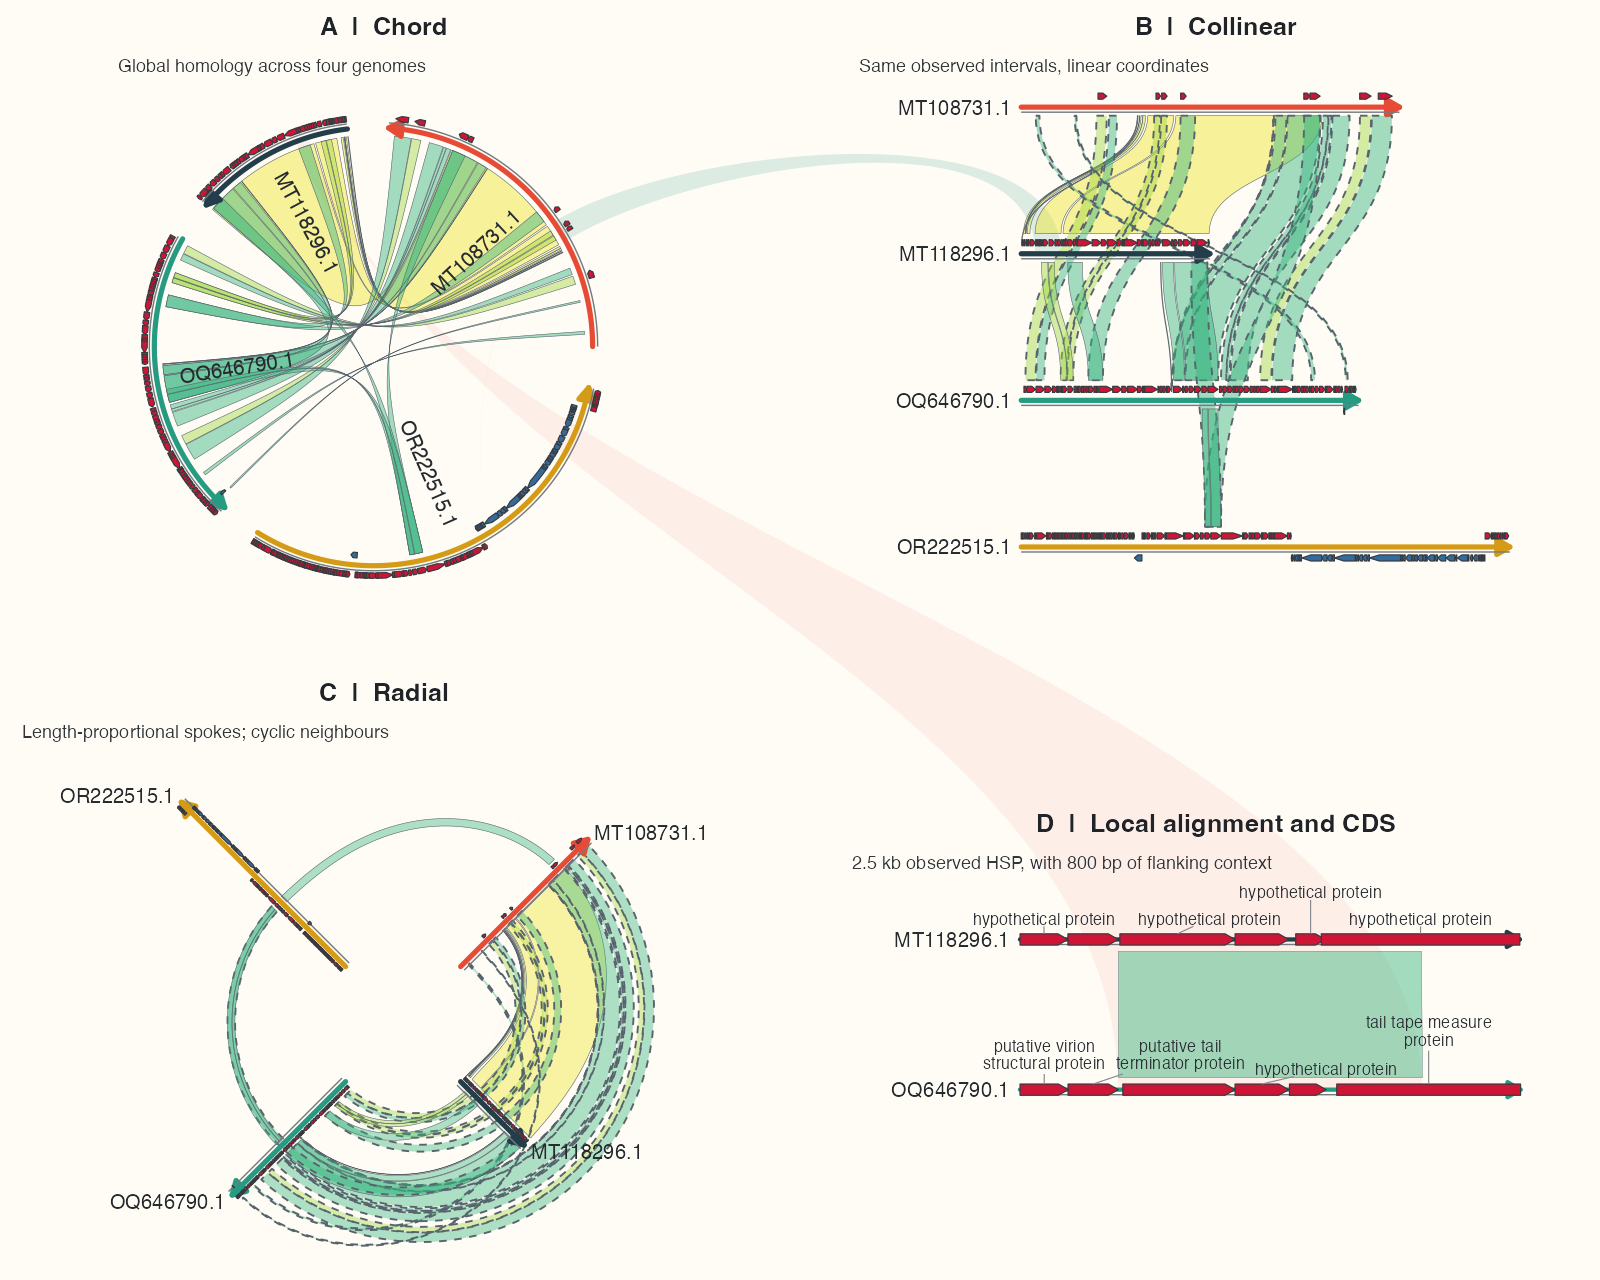 A | Chord
Global homology across four genomes
MT118296.1
MT108731.1
OQ646790.1
OR222515.1
B | Collinear
Same observed intervals, linear coordinates
MT108731.1
MT118296.1
OQ646790.1
OR222515.1
C | Radial
Length-proportional spokes; cyclic neighbours
OR222515.1
MT108731.1
MT118296.1
OQ646790.1
D | Local alignment and CDS
2.5 kb observed HSP, with 800 bp of flanking context
hypothetical protein
hypothetical protein
hypothetical protein
hypothetical protein
MT118296.1
tail tape measure
protein
putative virion
structural protein
putative tail
terminator protein
hypothetical protein
OQ646790.1